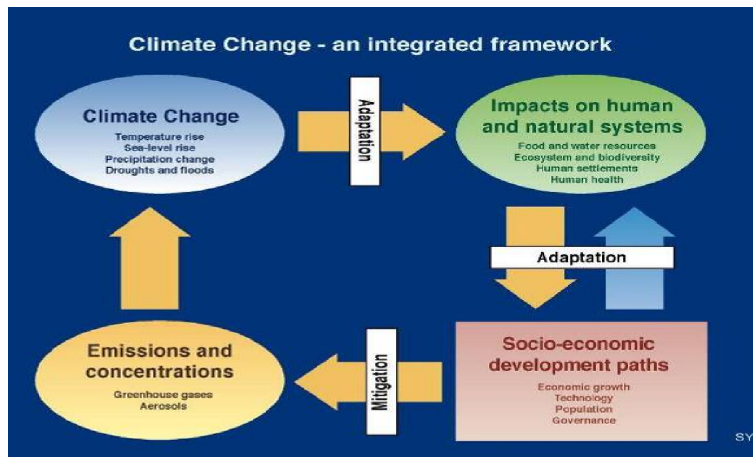 Climate Change - an integrated framework
Climate Change
Temperature rise
Sea-level rise
Precipitation change
Droughts and floods
Adaptation
Impacts on human
and natural systems
Food and water resources
Ecosystem and biodiversity
Human settlements
Human health
Adaptation
Emissions and
concentrations
Greenhouse gases
Aerosols
Mitigation
Socio-economic
development paths
Economic growth
Technology
Population
Governance
SY